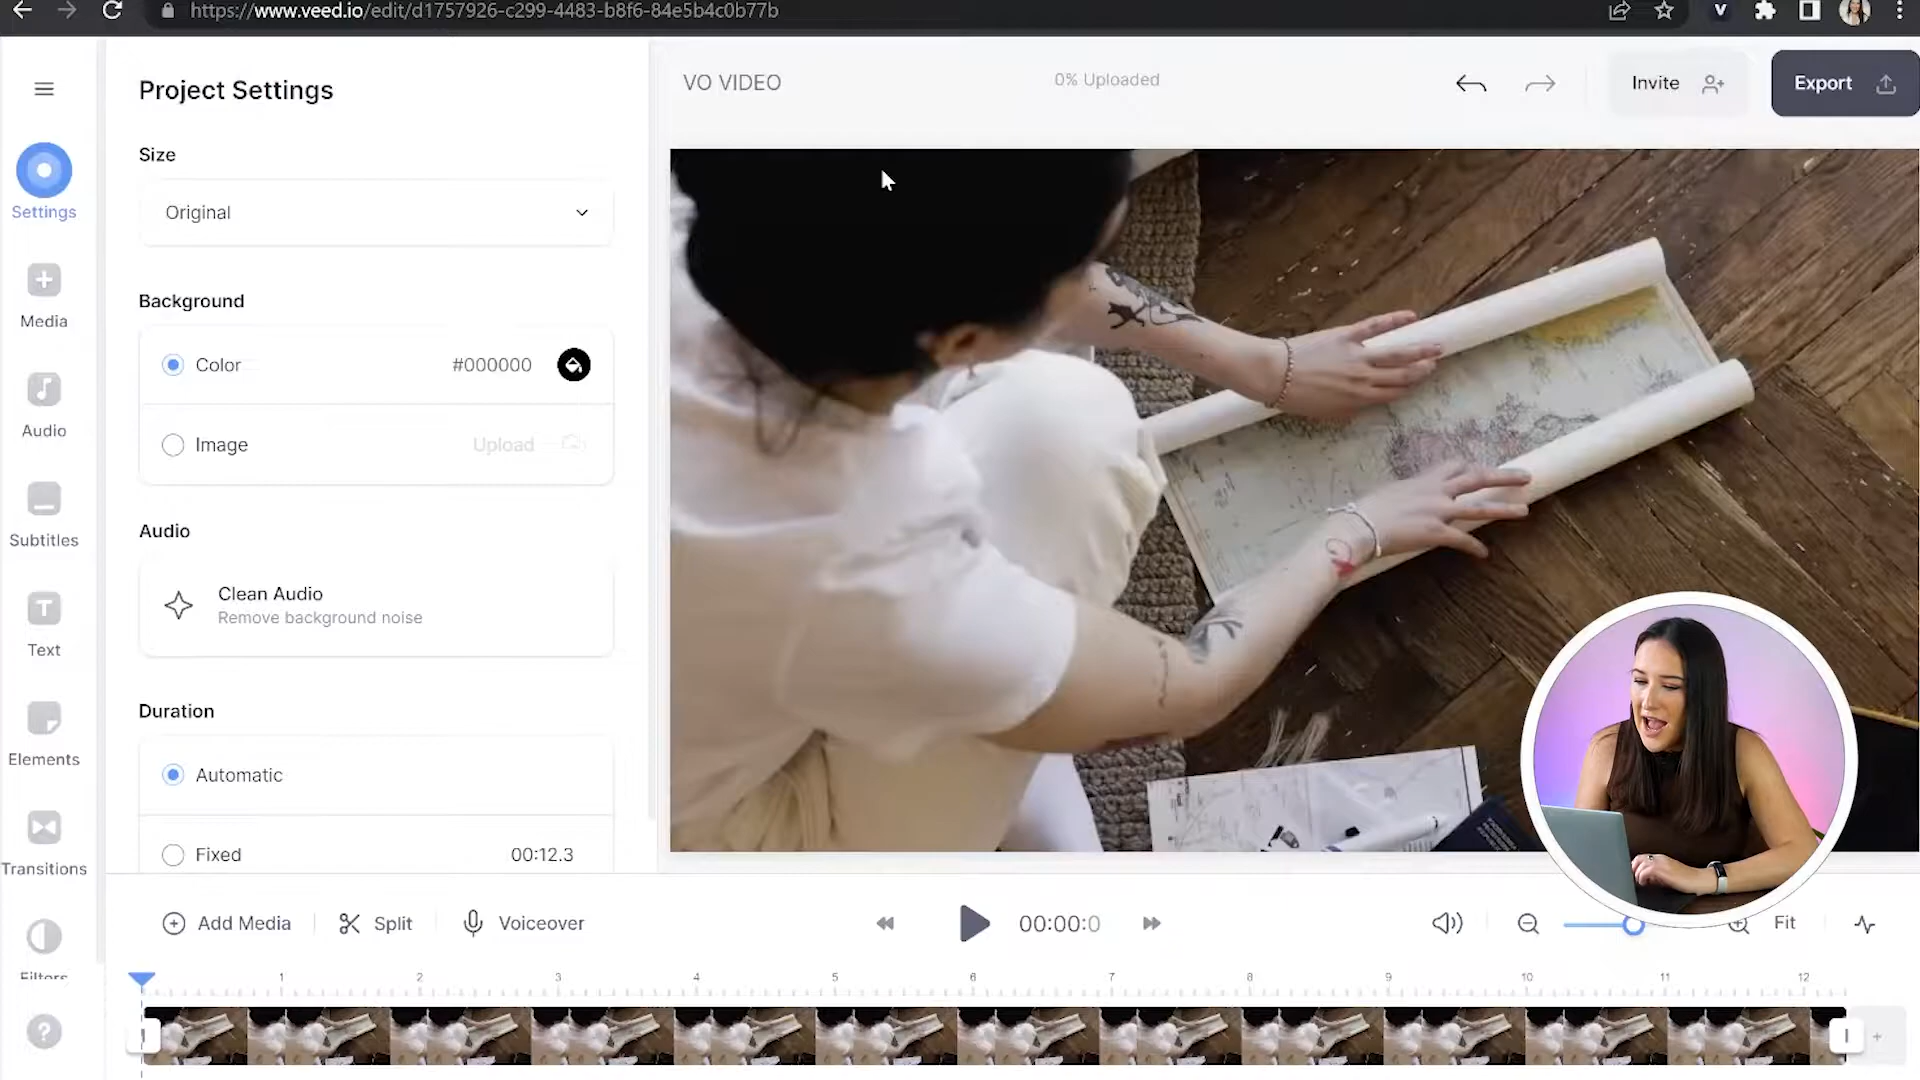 https://www.veed.io/edit/d1757926-c299-4483-b8f6-84e5b4c0b77b
Project Settings
VO VIDEO
0% Uploaded
Invite
Export
Size
Original
Settings
Background
Color
#000000
Media
Image
Upload
Audio
Audio
Subtitles
Clean Audio
Remove background noise
Text
Duration
Elements
Automatic
Fixed
00:12.3
Transitions
Add Media
Split
Voiceover
00:00:0
Fit
Filters
1 2 3 4 5 6 7 8 9 10 11 12